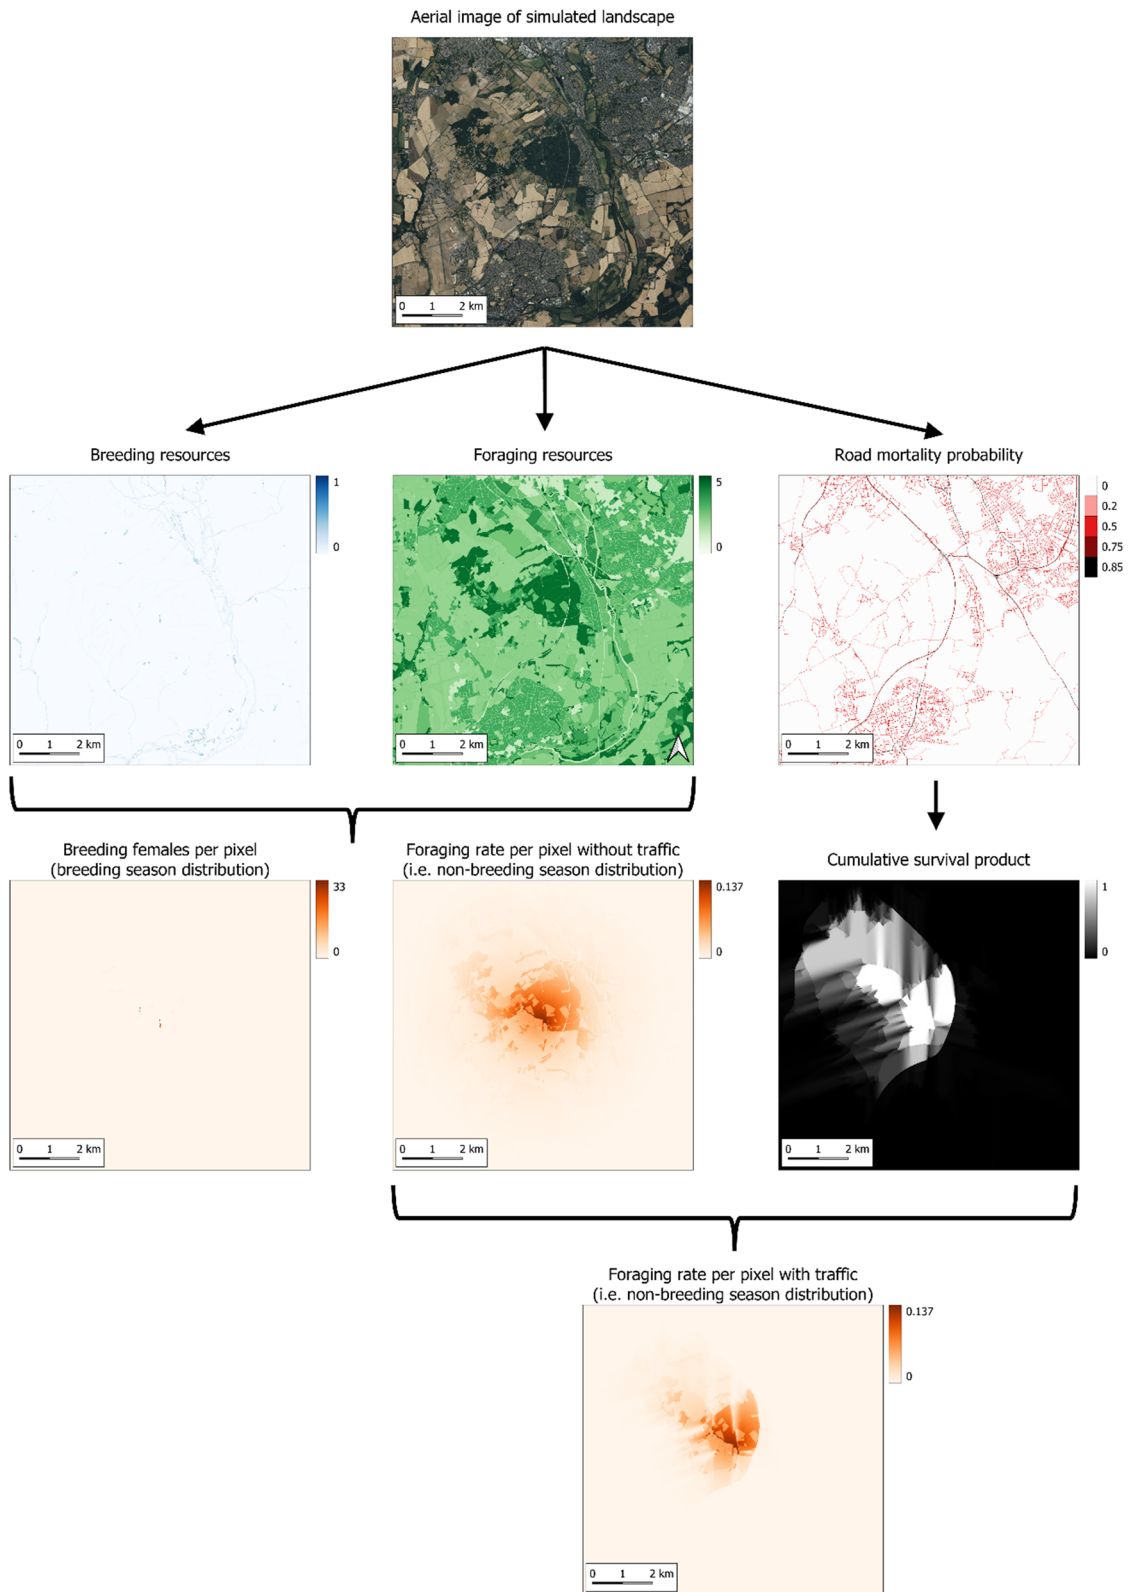 Aerial image of simulated landscape
0 1 2 km
Breeding resources
1
0
0 1 2 km
Foraging resources
5
0
0 1 2 km
Road mortality probability
0
0.2
0.5
0.75
0.85
0 1 2 km
Breeding females per pixel
(breeding season distribution)
33
0
0 1 2 km
Foraging rate per pixel without traffic
(i.e. non-breeding season distribution)
0.137
0
0 1 2 km
Cumulative survival product
1
0
0 1 2 km
Foraging rate per pixel with traffic
(i.e. non-breeding season distribution)
0.137
0
0 1 2 km